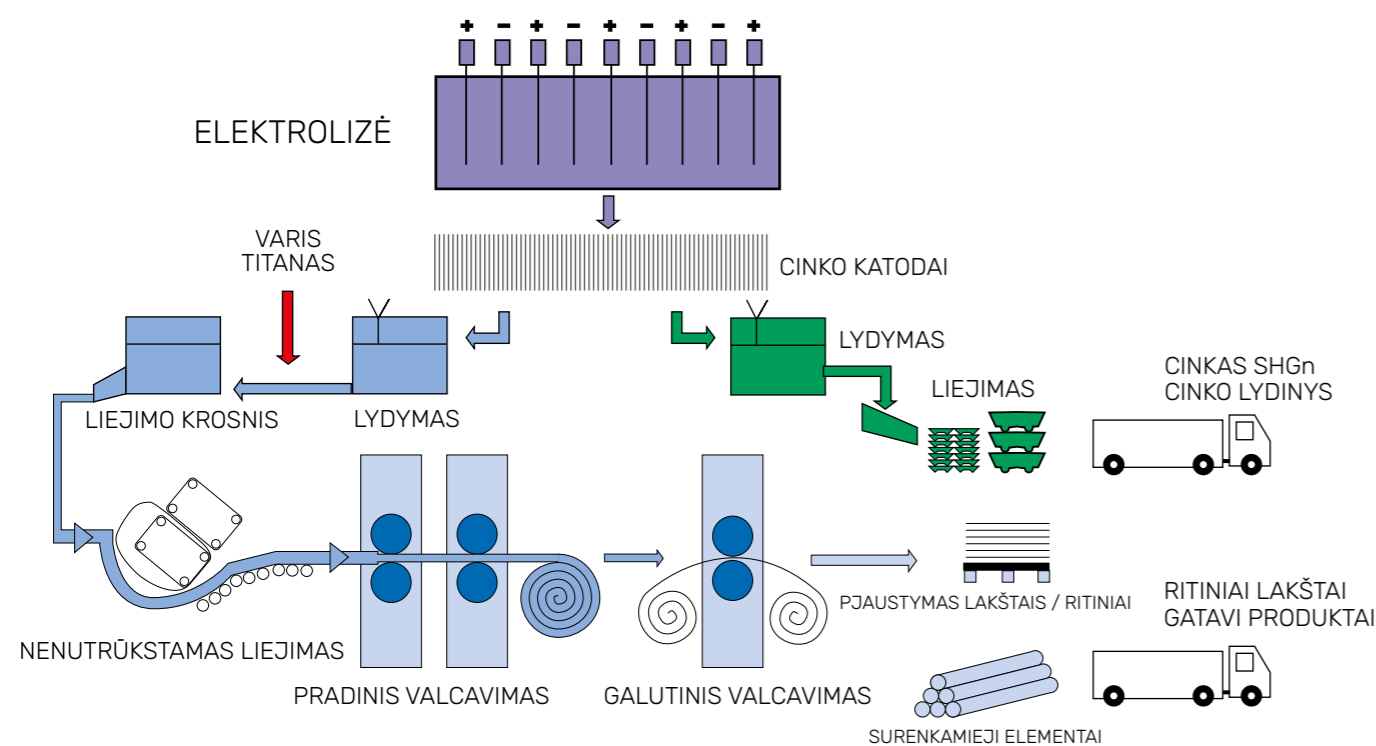 + - + - + - + - +
ELEKTROLIZĖ
VARIS
TITANAS
CINKO KATODAI
LYDYMAS
CINKAS SHGn
CINKO LYDINYS
LIEJIMAS
LIEJIMO KROSNIS
LYDYMAS
PJAUSTYMAS LAKŠTAIS / RITINIAI
RITINIAI LAKŠTAI
GATAVI PRODUKTAI
NENUTRŪKSTAMAS LIEJIMAS
PRADINIS VALCAVIMAS
GALUTINIS VALCAVIMAS
SURENKAMIEJI ELEMENTAI